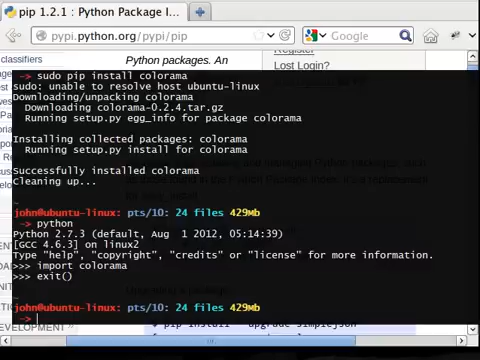 pip 1.2.1 : Python Package I...
pypi.python.org/pypi/pip
Google
classifiers
Python packages. An
Register
Lost Login?
-> sudo pip install colorama
sudo: unable to resolve host ubuntu-linux
Downloading/unpacking colorama
Downloading colorama-0.2.4.tar.gz
Running setup.py egg_info for package colorama
Installing collected packages: colorama
Running setup.py install for colorama
Successfully installed colorama
Cleaning up...
~
john@ubuntu-linux: pts/10: 24 files 429Mb
-> python
Python 2.7.3 (default, Aug 1 2012, 05:14:39)
[GCC 4.6.3] on linux2
Type "help", "copyright", "credits" or "license" for more information.
>>> import colorama
>>> exit()
~
john@ubuntu-linux: pts/10: 24 files 429Mb
->
$ pip install --upgrade simplejson